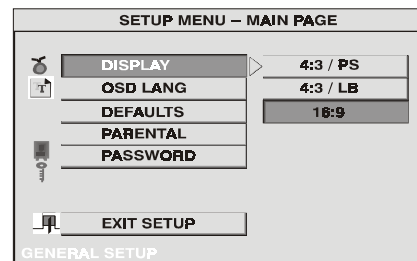 SETUP MENU – MAIN PAGE
DISPLAY
4:3 / PS
OSD LANG
4:3 / LB
DEFAULTS
16:9
PARENTAL
PASSWORD
EXIT SETUP
GENERAL SETUP